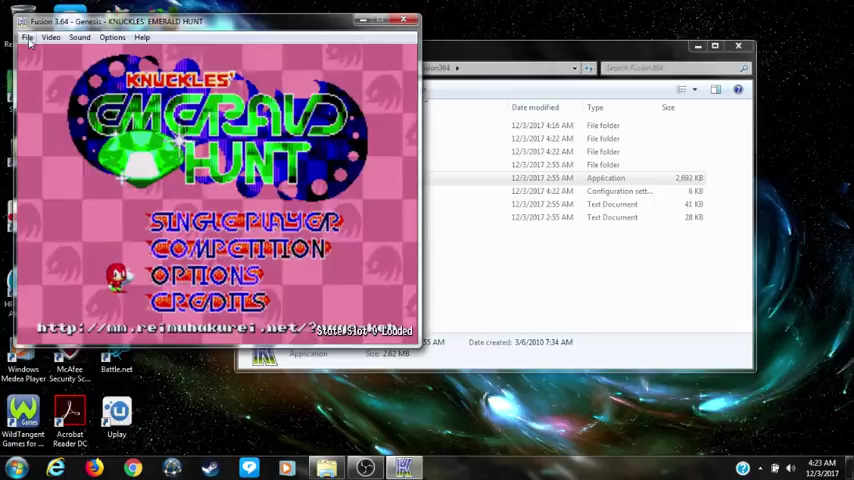 Fusion 3.64 - Genesis - KNUCKLES' EMERALD HUNT
File Video Sound Options Help
KNUCKLES'
EMERALD
HUNT
SINGLE PLAYER
COMPETITION
OPTIONS
CREDITS
State Slot 0 Loaded
Search Fusion364
Date modified Type Size
12/3/2017 4:16 AM File folder
12/3/2017 4:22 AM File folder
12/3/2017 4:22 AM File folder
12/3/2017 2:55 AM File folder
12/3/2017 2:55 AM Application 2,692 KB
12/3/2017 4:22 AM Configuration sett... 6 KB
12/3/2017 2:55 AM Text Document 41 KB
12/3/2017 2:55 AM Text Document 28 KB
Date created: 3/6/2010 7:34 AM
Application Size: 2.62 MB
Windows Media Player
McAfee Security Sc...
Battle.net
WildTangent Games for ...
Acrobat Reader DC
Uplay
4:23 AM
12/3/2017